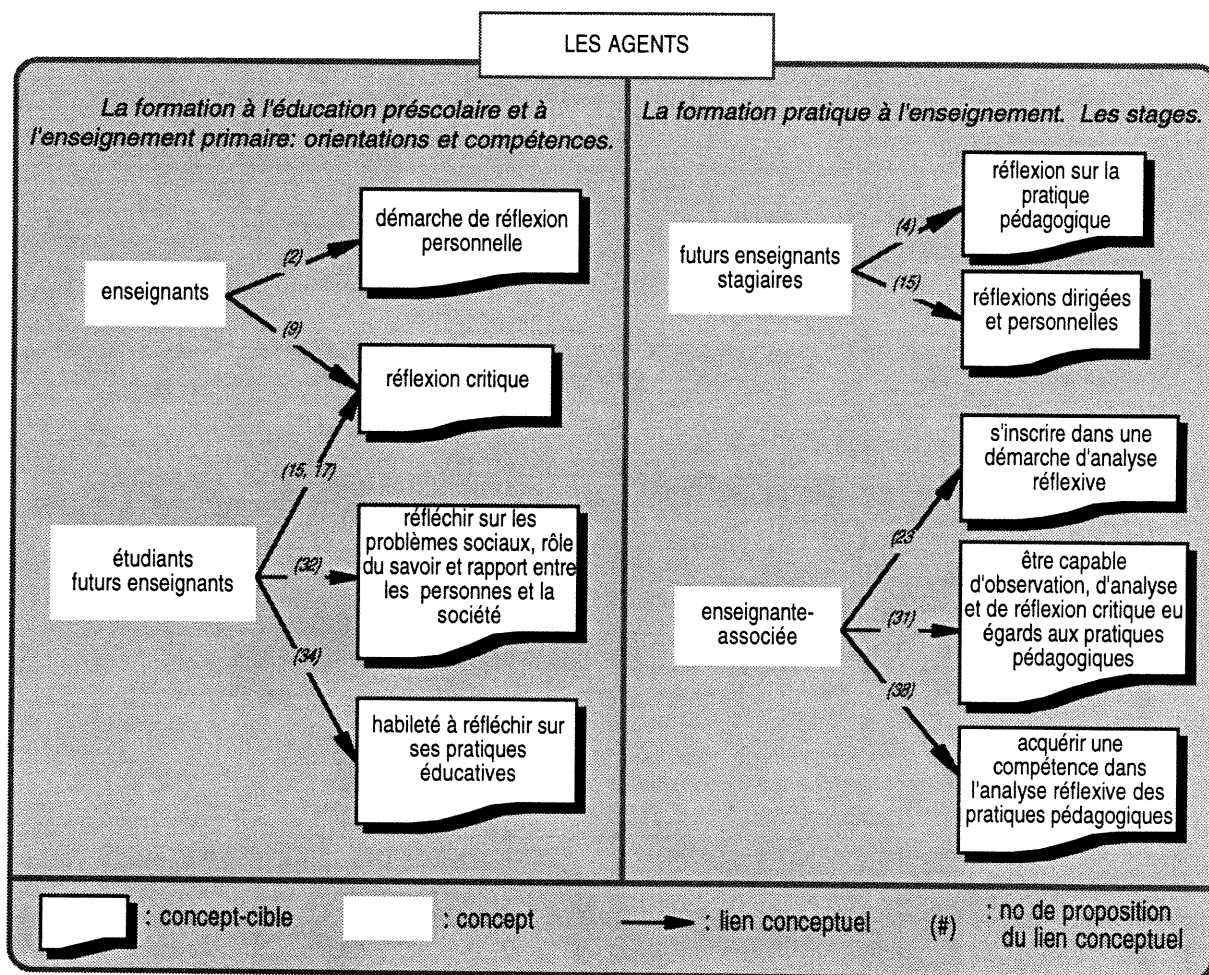 LES AGENTS
La formation à l'éducation préscolaire et à
l'enseignement primaire: orientations et compétences.
démarche de réflexion
personnelle
(2)
enseignants
(9)
réflexion critique
(15, 17)
étudiants
futurs enseignants
(32)
réfléchir sur les
problèmes sociaux, rôle
du savoir et rapport entre
les personnes et la
société
(34)
habileté à réfléchir sur
ses pratiques
éducatives
La formation pratique à l'enseignement. Les stages.
réflexion sur la
pratique
pédagogique
(4)
futurs enseignants
stagiaires
(15)
réflexions dirigées
et personnelles
s'inscrire dans une
démarche d'analyse
réflexive
(23
enseignante-
associée
(31)
être capable
d'observation, d'analyse
et de réflexion critique eu
égards aux pratiques
pédagogiques
(38)
acquérir une
compétence dans
l'analyse réflexive des
pratiques pédagogiques
: concept-cible
: concept
: lien conceptuel
(#)
: no de proposition
du lien conceptuel